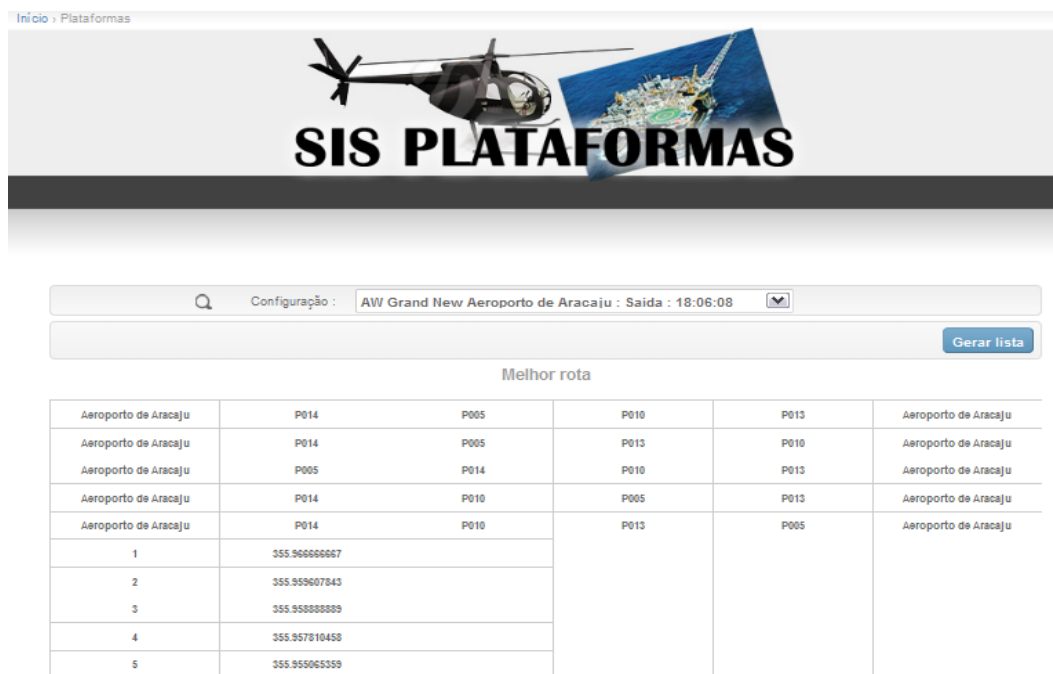 Início › Plataformas
SIS PLATAFORMAS
Configuração : AW Grand New Aeroporto de Aracaju : Saida : 18:06:08
Gerar lista
Melhor rota
Aeroporto de Aracaju P014 P005 P010 P013 Aeroporto de Aracaju
Aeroporto de Aracaju P014 P005 P013 P010 Aeroporto de Aracaju
Aeroporto de Aracaju P005 P014 P010 P013 Aeroporto de Aracaju
Aeroporto de Aracaju P014 P010 P005 P013 Aeroporto de Aracaju
Aeroporto de Aracaju P014 P010 P013 P005 Aeroporto de Aracaju
1 355.966666667
2 355.959607843
3 355.958888889
4 355.957810458
5 355.955065359